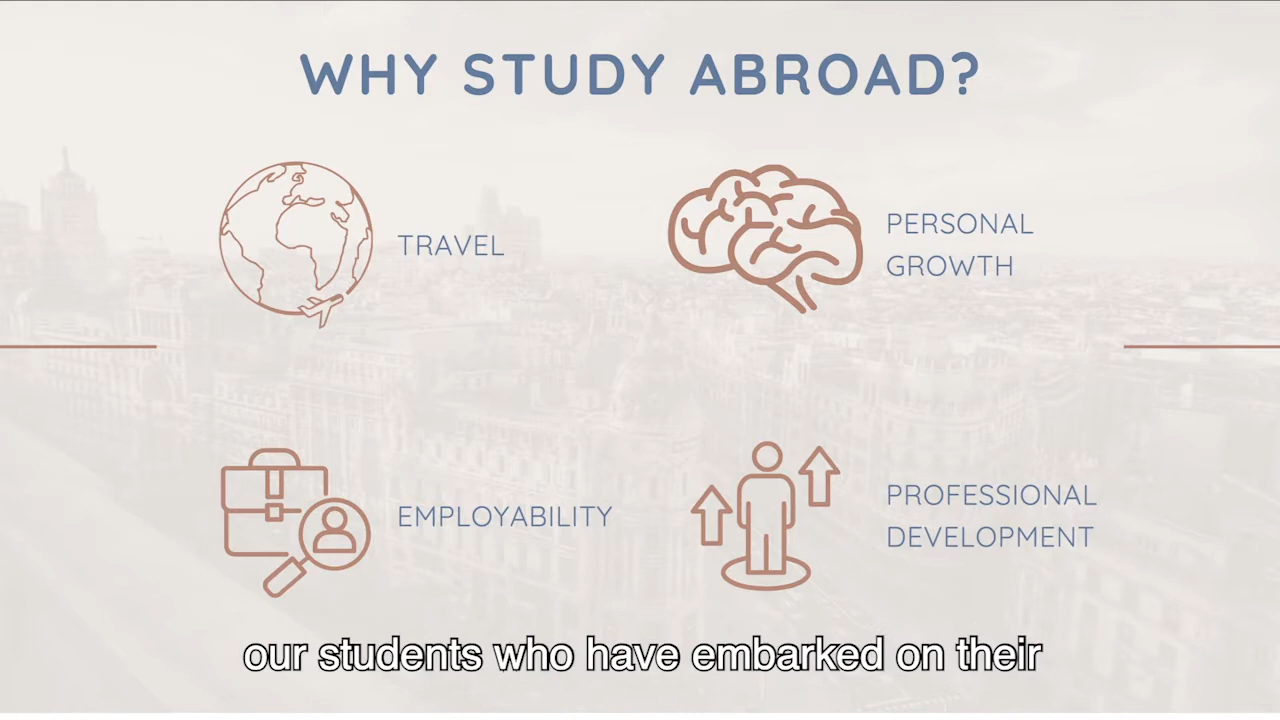 WHY STUDY ABROAD?
TRAVEL
PERSONAL
GROWTH
EMPLOYABILITY
PROFESSIONAL
DEVELOPMENT
our students who have embarked on their